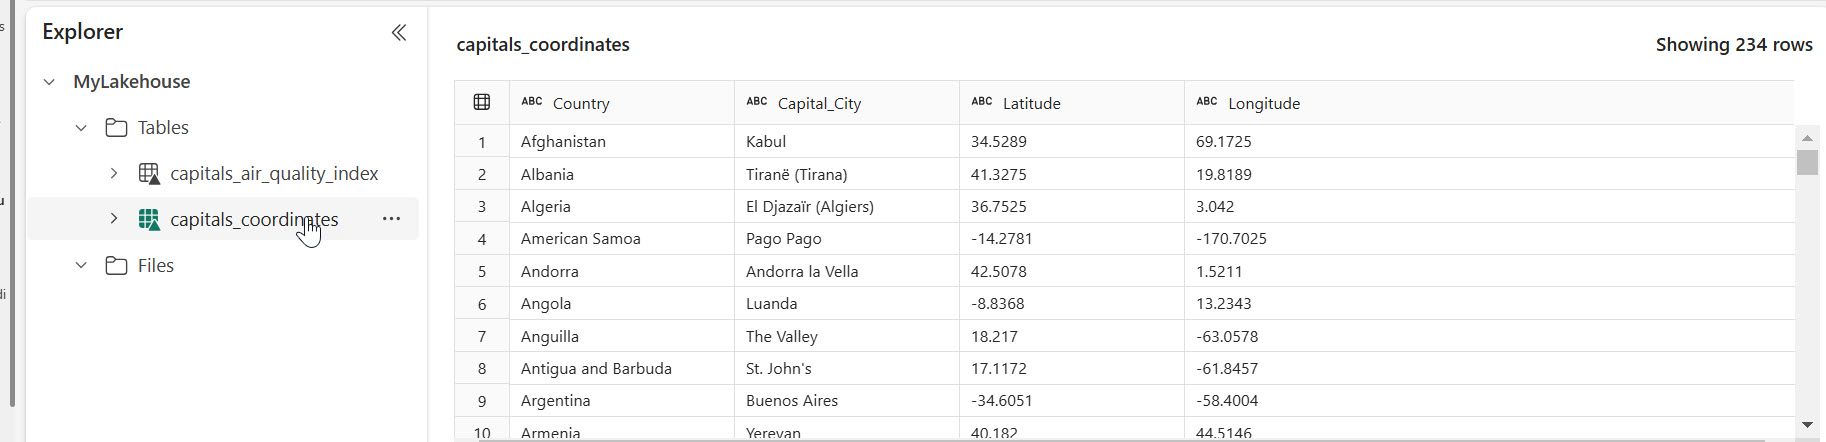 Explorer
MyLakehouse
Tables
capitals_air_quality_index
capitals_coordinates ...
Files
capitals_coordinates
Showing 234 rows
ABC Country ABC Capital_City ABC Latitude ABC Longitude
1 Afghanistan Kabul 34.5289 69.1725
2 Albania Tiranë (Tirana) 41.3275 19.8189
3 Algeria El Djazaïr (Algiers) 36.7525 3.042
4 American Samoa Pago Pago -14.2781 -170.7025
5 Andorra Andorra la Vella 42.5078 1.5211
6 Angola Luanda -8.8368 13.2343
7 Anguilla The Valley 18.217 -63.0578
8 Antigua and Barbuda St. John's 17.1172 -61.8457
9 Argentina Buenos Aires -34.6051 -58.4004
10 Armenia Yerevan 40.182 44.5146